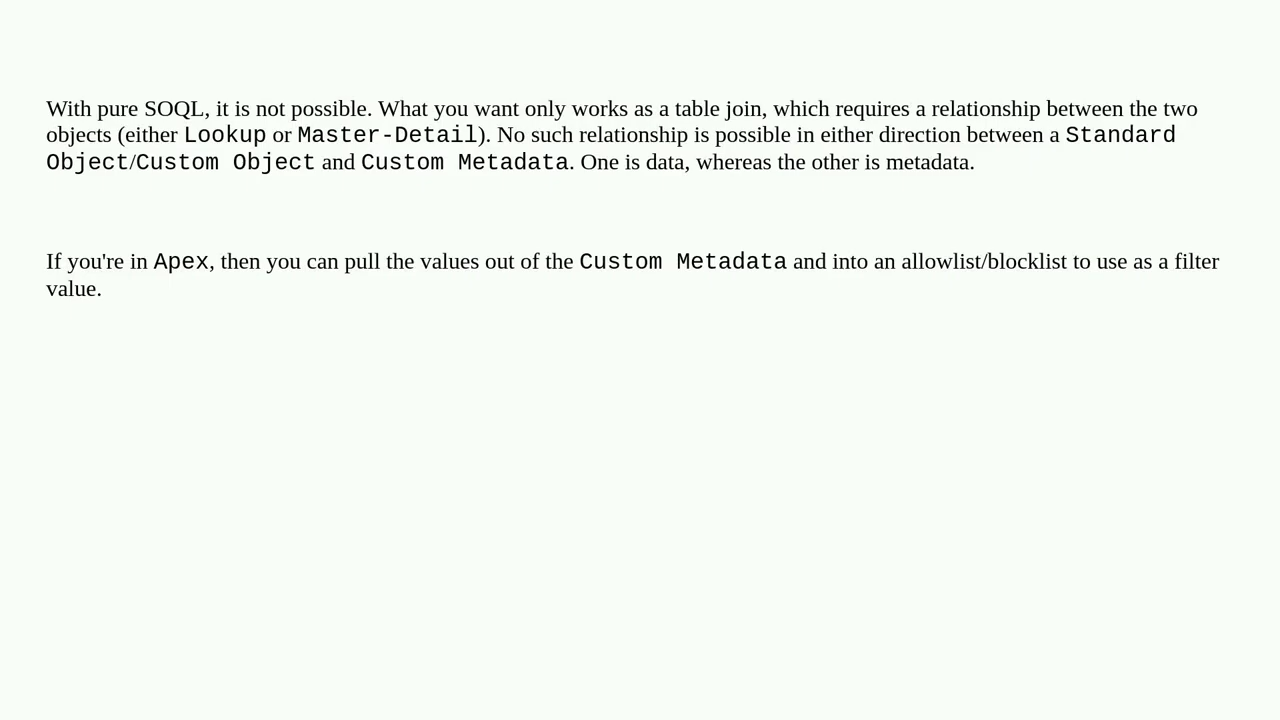 With pure SOQL, it is not possible. What you want only works as a table join, which requires a relationship between the two
objects (either Lookup or Master-Detail). No such relationship is possible in either direction between a Standard
Object/Custom Object and Custom Metadata. One is data, whereas the other is metadata.
If you're in Apex, then you can pull the values out of the Custom Metadata and into an allowlist/blocklist to use as a filter
value.